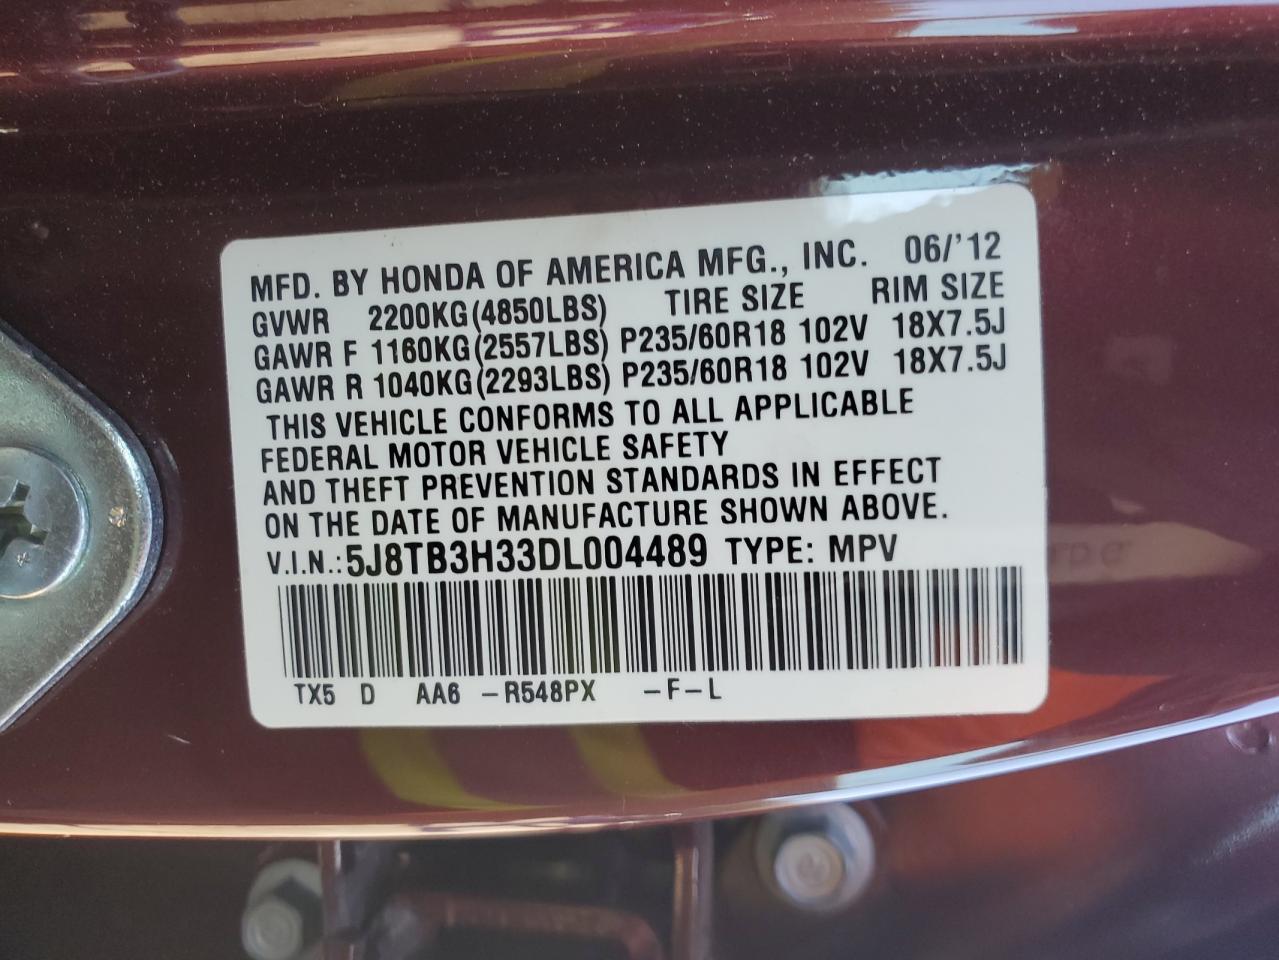 MFD. BY HONDA OF AMERICA MFG., INC. 06/'12
GVWR 2200KG(4850LBS) TIRE SIZE RIM SIZE
GAWR F 1160KG(2557LBS) P235/60R18 102V 18X7.5J
GAWR R 1040KG(2293LBS) P235/60R18 102V 18X7.5J
THIS VEHICLE CONFORMS TO ALL APPLICABLE
FEDERAL MOTOR VEHICLE SAFETY
AND THEFT PREVENTION STANDARDS IN EFFECT
ON THE DATE OF MANUFACTURE SHOWN ABOVE.
V.I.N.:5J8TB3H33DL004489 TYPE: MPV
TX5 D AA6 -R548PX -F-L